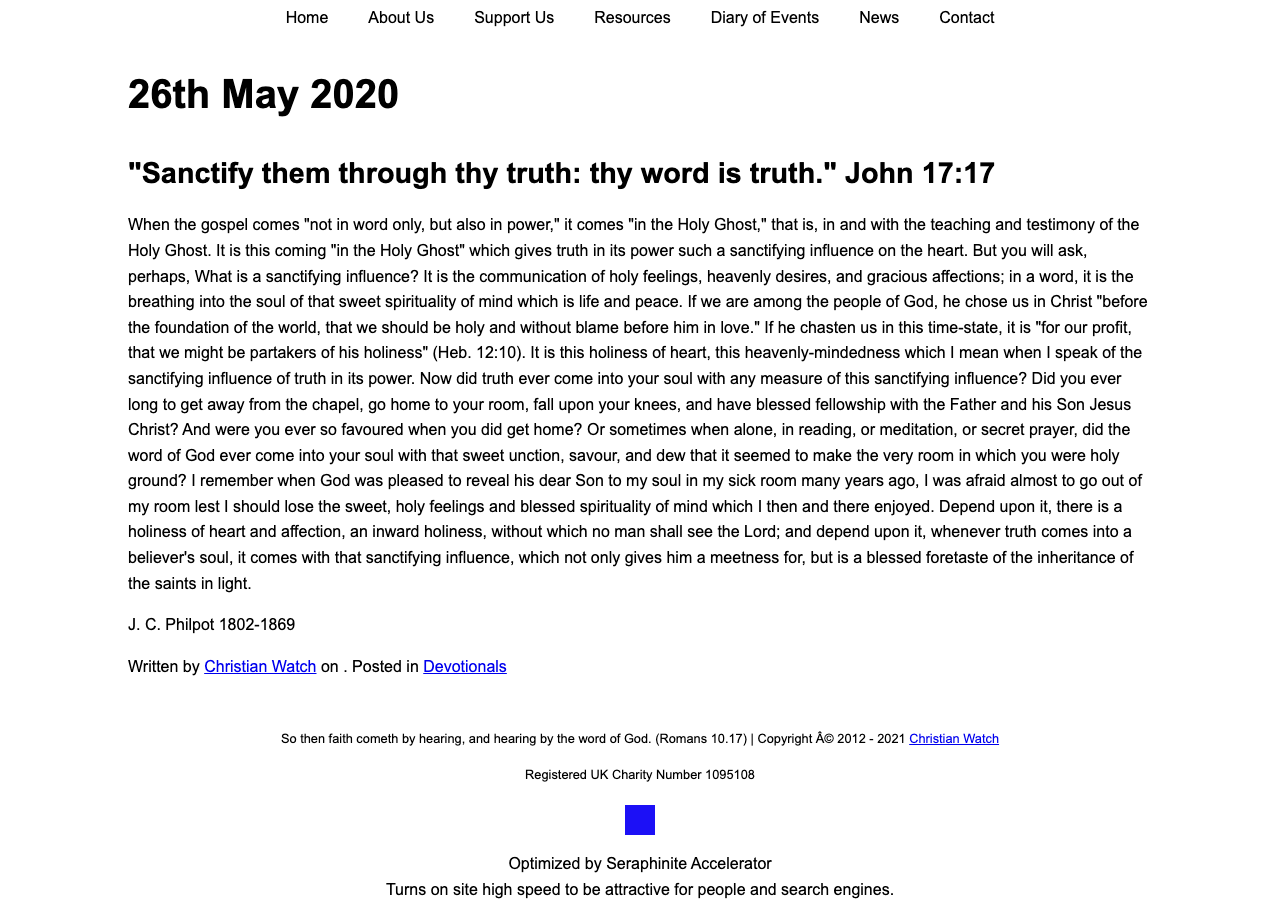 Home About Us Support Us Resources Diary of Events News Contact
26th May 2020
"Sanctify them through thy truth: thy word is truth." John 17:17
When the gospel comes "not in word only, but also in power," it comes "in the Holy Ghost," that is, in and with the teaching and testimony of the
Holy Ghost. It is this coming "in the Holy Ghost" which gives truth in its power such a sanctifying influence on the heart. But you will ask,
perhaps, What is a sanctifying influence? It is the communication of holy feelings, heavenly desires, and gracious affections; in a word, it is the
breathing into the soul of that sweet spirituality of mind which is life and peace. If we are among the people of God, he chose us in Christ "before
the foundation of the world, that we should be holy and without blame before him in love." If he chasten us in this time-state, it is "for our profit,
that we might be partakers of his holiness" (Heb. 12:10). It is this holiness of heart, this heavenly-mindedness which I mean when I speak of the
sanctifying influence of truth in its power. Now did truth ever come into your soul with any measure of this sanctifying influence? Did you ever
long to get away from the chapel, go home to your room, fall upon your knees, and have blessed fellowship with the Father and his Son Jesus
Christ? And were you ever so favoured when you did get home? Or sometimes when alone, in reading, or meditation, or secret prayer, did the
word of God ever come into your soul with that sweet unction, savour, and dew that it seemed to make the very room in which you were holy
ground? I remember when God was pleased to reveal his dear Son to my soul in my sick room many years ago, I was afraid almost to go out of
my room lest I should lose the sweet, holy feelings and blessed spirituality of mind which I then and there enjoyed. Depend upon it, there is a
holiness of heart and affection, an inward holiness, without which no man shall see the Lord; and depend upon it, whenever truth comes into a
believer's soul, it comes with that sanctifying influence, which not only gives him a meetness for, but is a blessed foretaste of the inheritance of
the saints in light.
J. C. Philpot 1802-1869
Written by Christian Watch on . Posted in Devotionals
So then faith cometh by hearing, and hearing by the word of God. (Romans 10.17) | Copyright Â© 2012 - 2021 Christian Watch
Registered UK Charity Number 1095108
Optimized by Seraphinite Accelerator
Turns on site high speed to be attractive for people and search engines.